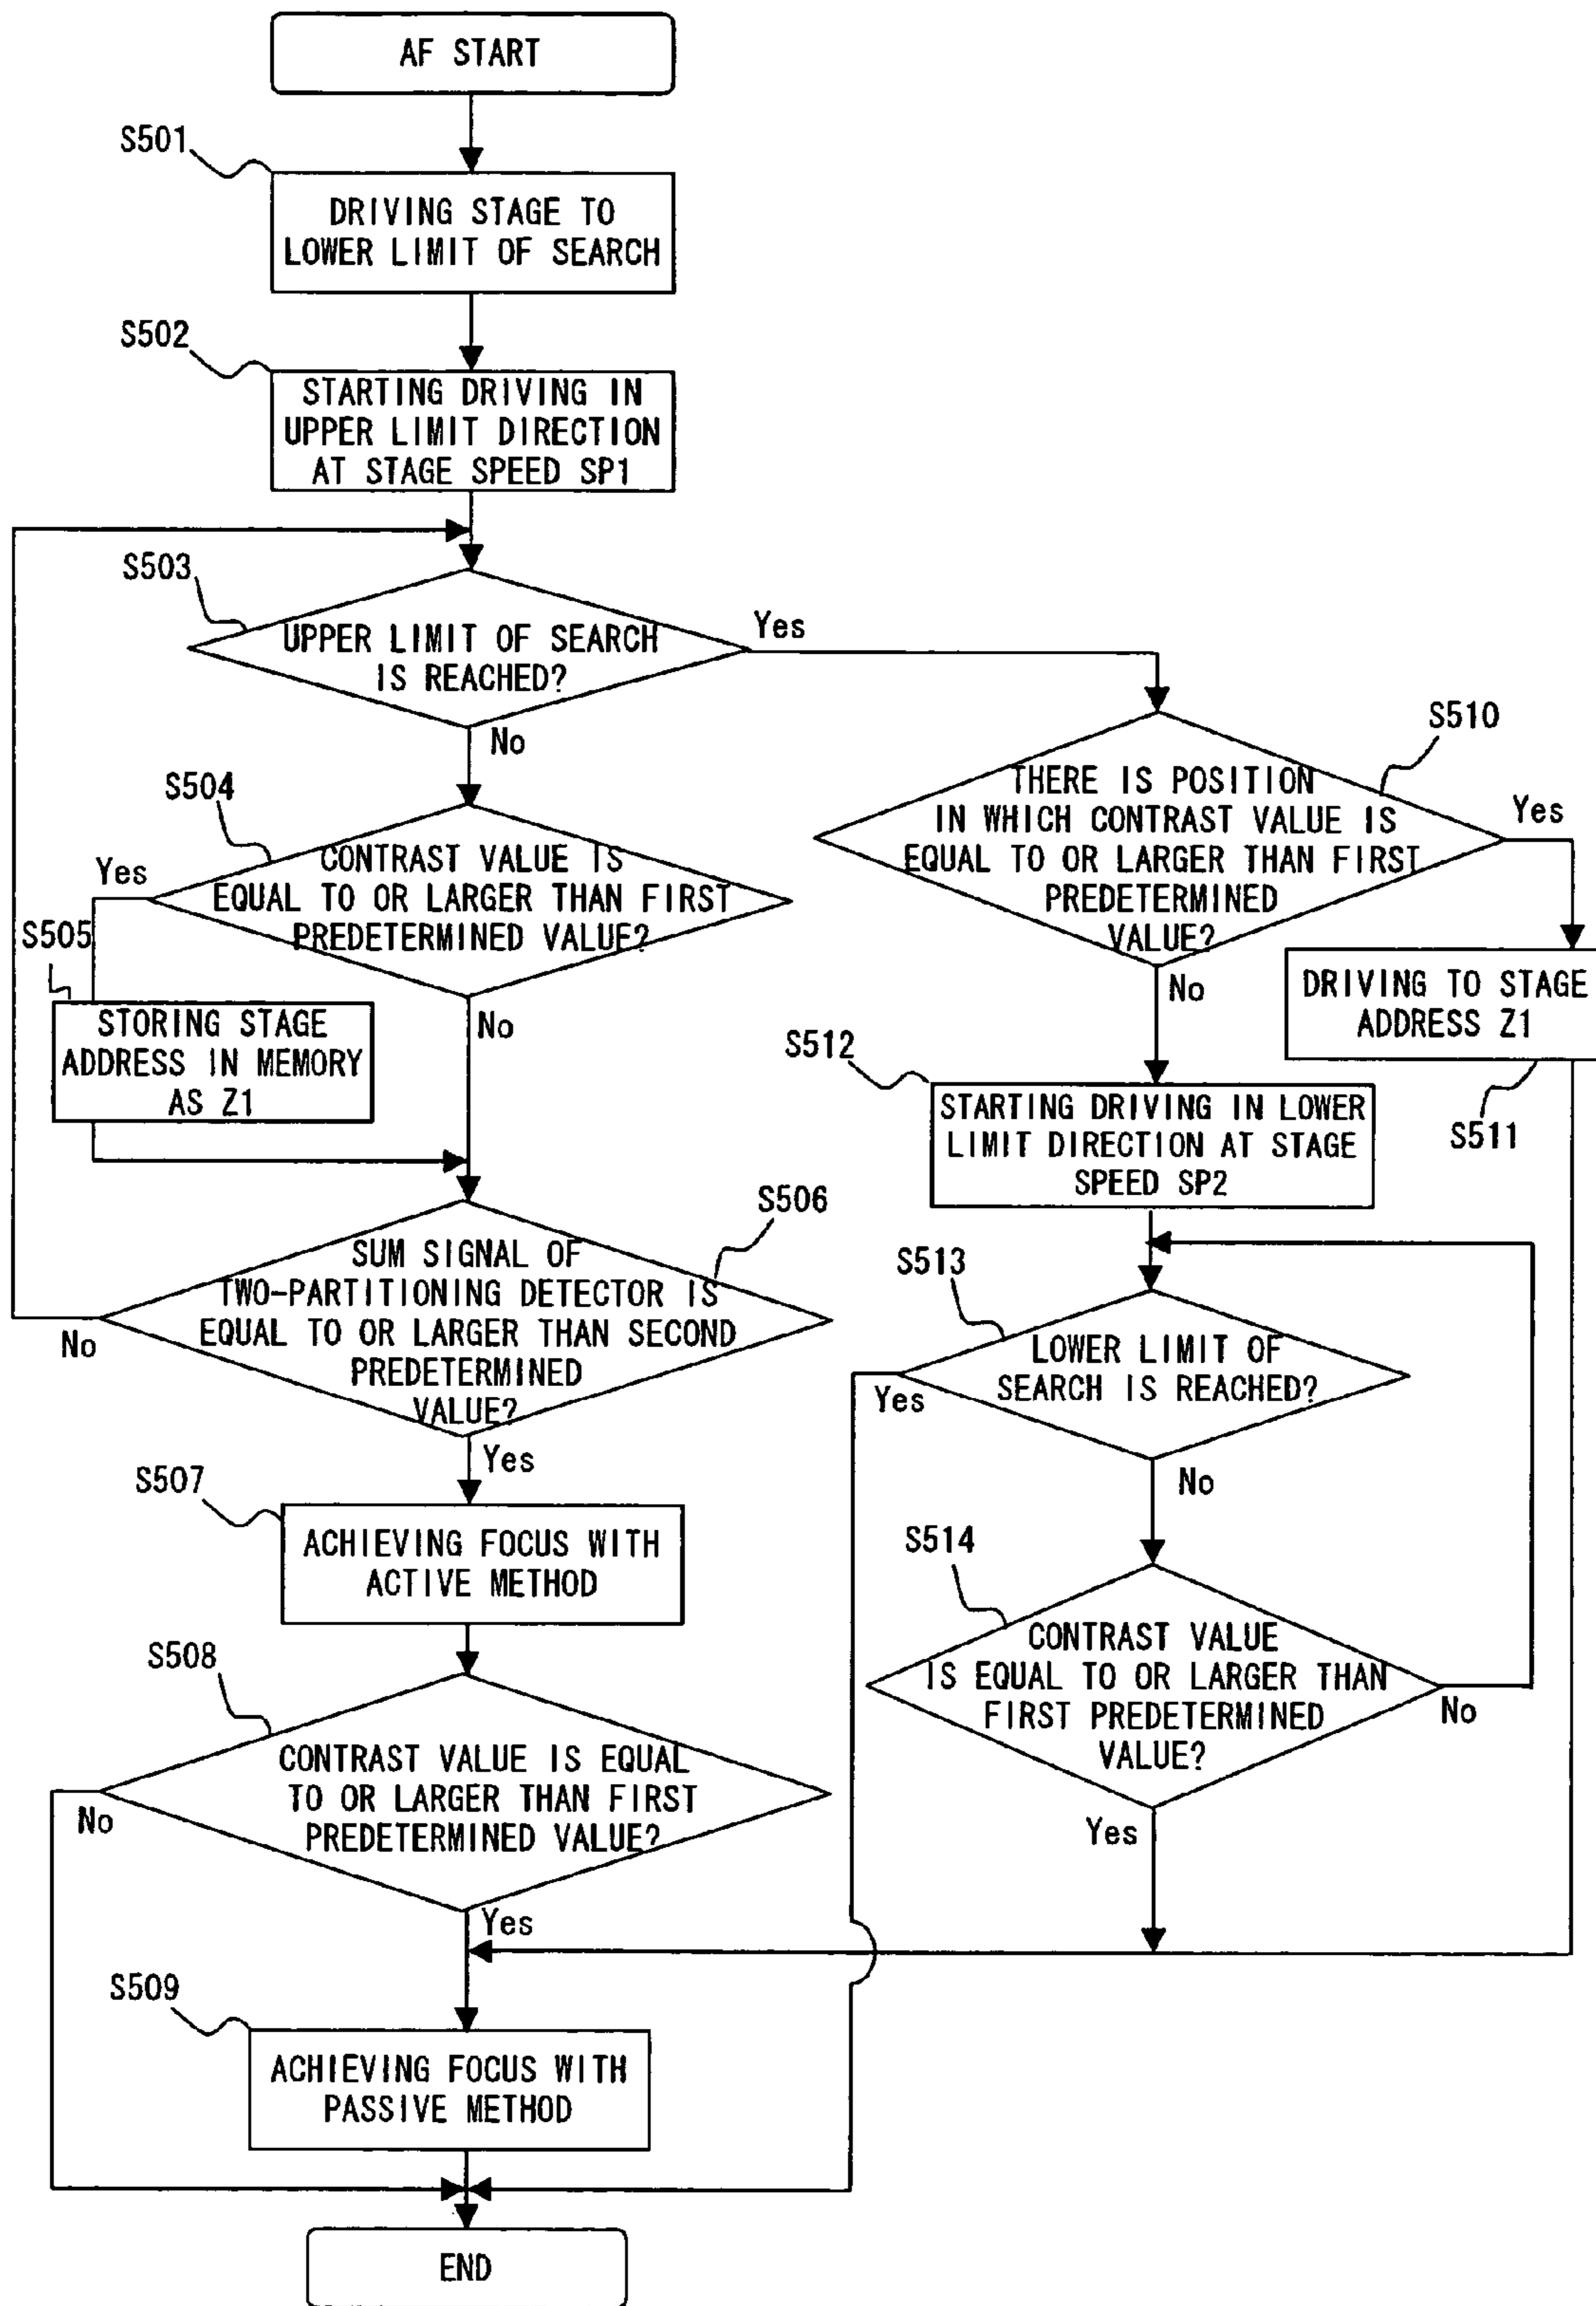 AF START
S501
DRIVING STAGE TO
LOWER LIMIT OF SEARCH
S502
STARTING DRIVING IN
UPPER LIMIT DIRECTION
AT STAGE SPEED SP1
S503
UPPER LIMIT OF SEARCH
IS REACHED?
Yes
No
S504
CONTRAST VALUE IS
EQUAL TO OR LARGER THAN FIRST
PREDETERMINED VALUE?
Yes
No
S505
STORING STAGE
ADDRESS IN MEMORY
AS Z1
S506
SUM SIGNAL OF
TWO-PARTITIONING DETECTOR IS
EQUAL TO OR LARGER THAN SECOND
PREDETERMINED
VALUE?
No
Yes
S507
ACHIEVING FOCUS WITH
ACTIVE METHOD
S508
CONTRAST VALUE IS EQUAL
TO OR LARGER THAN FIRST
PREDETERMINED VALUE?
No
Yes
S509
ACHIEVING FOCUS WITH
PASSIVE METHOD
END
S510
THERE IS POSITION
IN WHICH CONTRAST VALUE IS
EQUAL TO OR LARGER THAN FIRST
PREDETERMINED
VALUE?
Yes
No
DRIVING TO STAGE
ADDRESS Z1
S511
S512
STARTING DRIVING IN LOWER
LIMIT DIRECTION AT STAGE
SPEED SP2
S513
LOWER LIMIT OF
SEARCH IS REACHED?
Yes
No
S514
CONTRAST VALUE
IS EQUAL TO OR LARGER THAN
FIRST PREDETERMINED
VALUE?
No
Yes